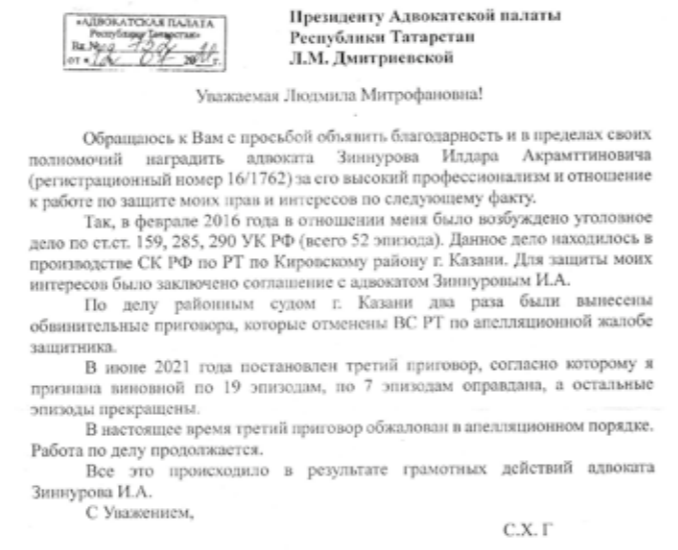 «АДВОКАТСКАЯ ПАЛАТА
Республики Татарстан»
Вх.№
от « 20 г.
Президенту Адвокатской палаты
Республики Татарстан
Л.М. Дмитриевской
Уважаемая Людмила Митрофановна!
Обращаюсь к Вам с просьбой объявить благодарность и в пределах своих
полномочий наградить адвоката Зиннурова Илдара Акрамттиновича
(регистрационный номер 16/1762) за его высокий профессионализм и отношение
к работе по защите моих прав и интересов по следующему факту.
Так, в феврале 2016 года в отношении меня было возбуждено уголовное
дело по ст.ст. 159, 285, 290 УК РФ (всего 52 эпизода). Данное дело находилось в
производстве СК РФ по РТ по Кировскому району г. Казани. Для защиты моих
интересов было заключено соглашение с адвокатом Зиннуровым И.А.
По делу районным судом г. Казани два раза были вынесены
обвинительные приговора, которые отменены ВС РТ по апелляционной жалобе
защитника.
В июне 2021 года постановлен третий приговор, согласно которому я
признана виновной по 19 эпизодам, по 7 эпизодам оправдана, а остальные
эпизоды прекращены.
В настоящее время третий приговор обжалован в апелляционном порядке.
Работа по делу продолжается.
Все это происходило в результате грамотных действий адвоката
Зиннурова И.А.
С Уважением,
С.Х. Г